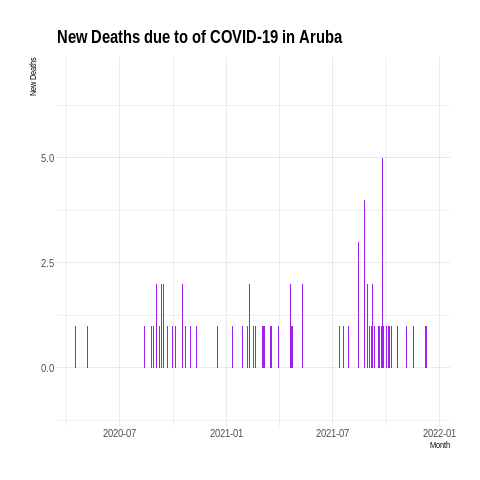 New Deaths due to of COVID-19 in Aruba
New Deaths
5.0
2.5
0.0
2020-07 2021-01 2021-07 2022-01
Month